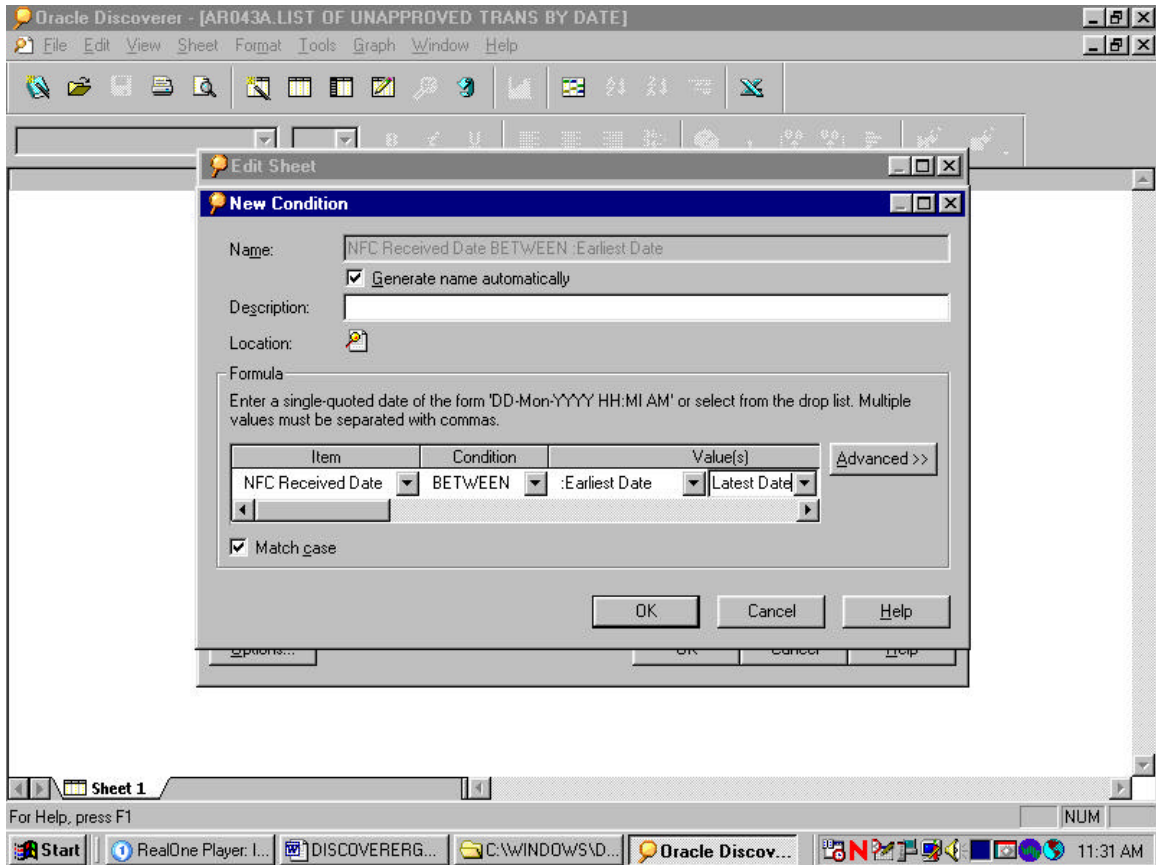 Oracle Discoverer - [AR043A.LIST OF UNAPPROVED TRANS BY DATE]
File Edit View Sheet Format Tools Graph Window Help
Edit Sheet
New Condition
Name: NFC Received Date BETWEEN :Earliest Date
Generate name automatically
Description:
Location:
Formula
Enter a single-quoted date of the form 'DD-Mon-YYYY HH:MI AM' or select from the drop list. Multiple
values must be separated with commas.
Item Condition Value(s) Advanced >>
NFC Received Date BETWEEN :Earliest Date Latest Date
Match case
OK Cancel Help
Options... OK Cancel Help
Sheet 1
For Help, press F1 NUM
Start RealOne Player: I... DISCOVERERG... C:\WINDOWS\D... Oracle Discov... 11:31 AM